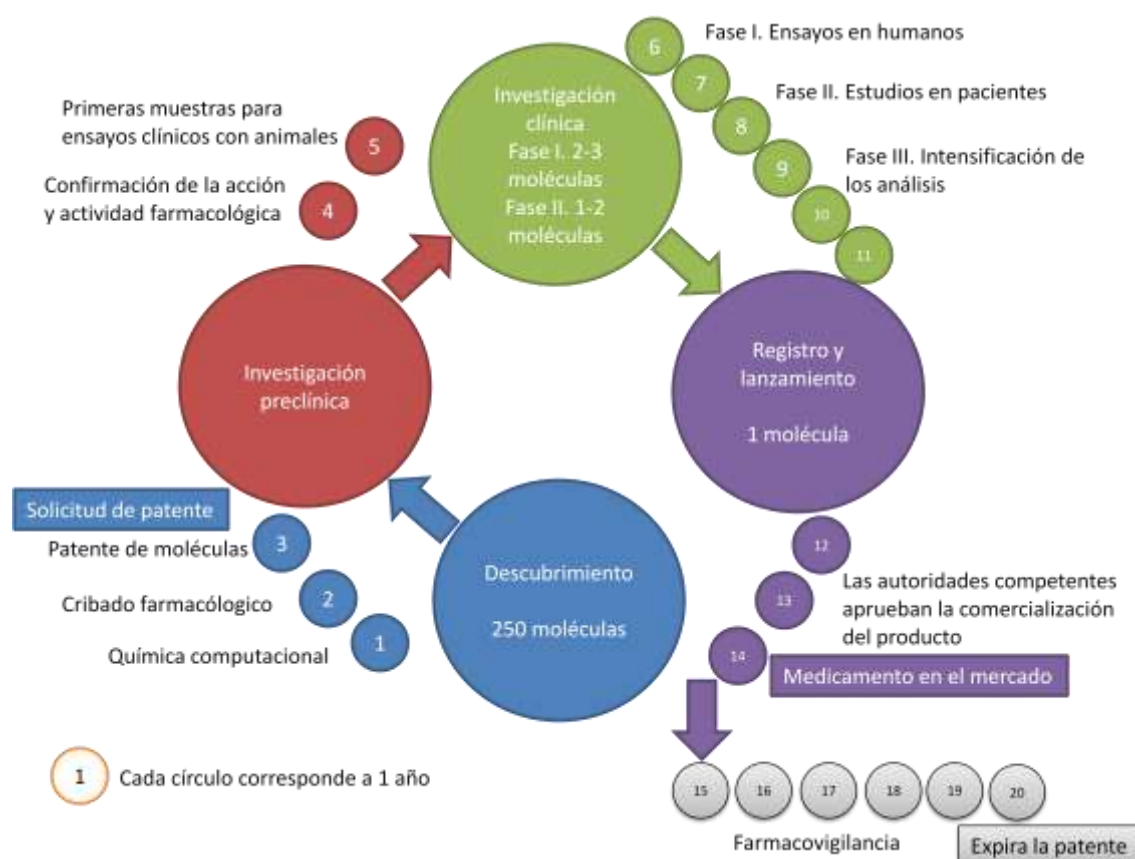 6
Fase I. Ensayos en humanos
7
Fase II. Estudios en pacientes
8
9
Fase III. Intensificación de
los análisis
10
11
Investigación
clínica
Fase I. 2-3
moléculas
Fase II. 1-2
moléculas
Primeras muestras para
ensayos clínicos con animales
5
Confirmación de la acción
y actividad farmacológica
4
Investigación
preclínica
Registro y
lanzamiento
1 molécula
Solicitud de patente
3
Patente de moléculas
2
Cribado farmacólogico
1
Química computacional
Descubrimiento
250 moléculas
12
13
Las autoridades competentes
aprueban la comercialización
del producto
14
Medicamento en el mercado
1
Cada círculo corresponde a 1 año
15
16
17
18
19
20
Farmacovigilancia
Expira la patente